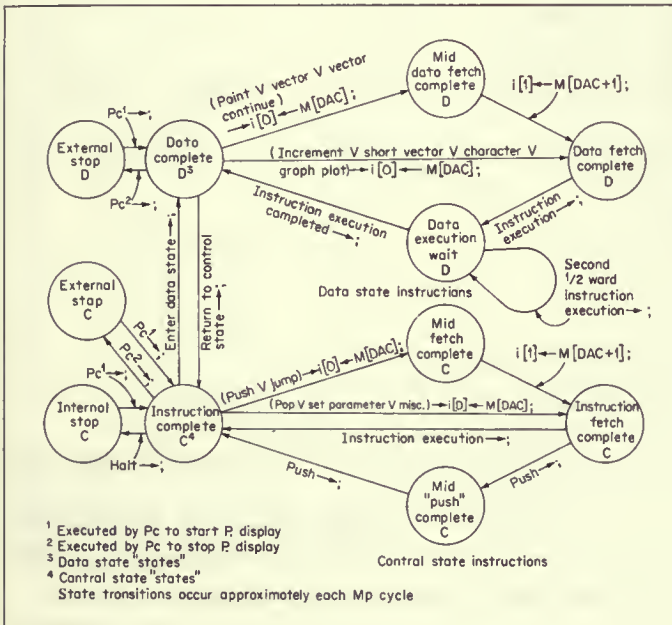 Mid
data fetch
complete
D
Pc¹→;
(Point V vector V vector
continue)
→i[0]←M[DAC];
i[1]←M[DAC+1];
External
stop
D
Data
complete
D³
(Increment V short vector V character V
graph plot)→i[0]←M[DAC];
Data fetch
complete
D
Pc²→;
Instruction execution
completed→;
Instruction
execution→;
Data
execution
wait
D
Enter data state→;
Return to control
state→;
External
stop
C
Data state instructions
Second
1/2 ward
instruction
execution→;
Pc¹→;
Pc²→;
Mid
fetch
complete
C
Pc¹→;
(Push V jump)→i[0]←M[DAC];
i[1]←M[DAC+1];
Internal
stop
C
Instruction
complete
C⁴
(Pop V set parameter V misc.)→i[0]←M[DAC];
Instruction execution→;
Instruction
fetch
complete
C
Halt→;
Push→;
Push→;
Mid
"push"
complete
C
¹ Executed by Pc to start P. display
² Executed by Pc to stop P. display
³ Data state "states"
⁴ Control state "states"
Control state instructions
State transitions occur approximately each Mp cycle